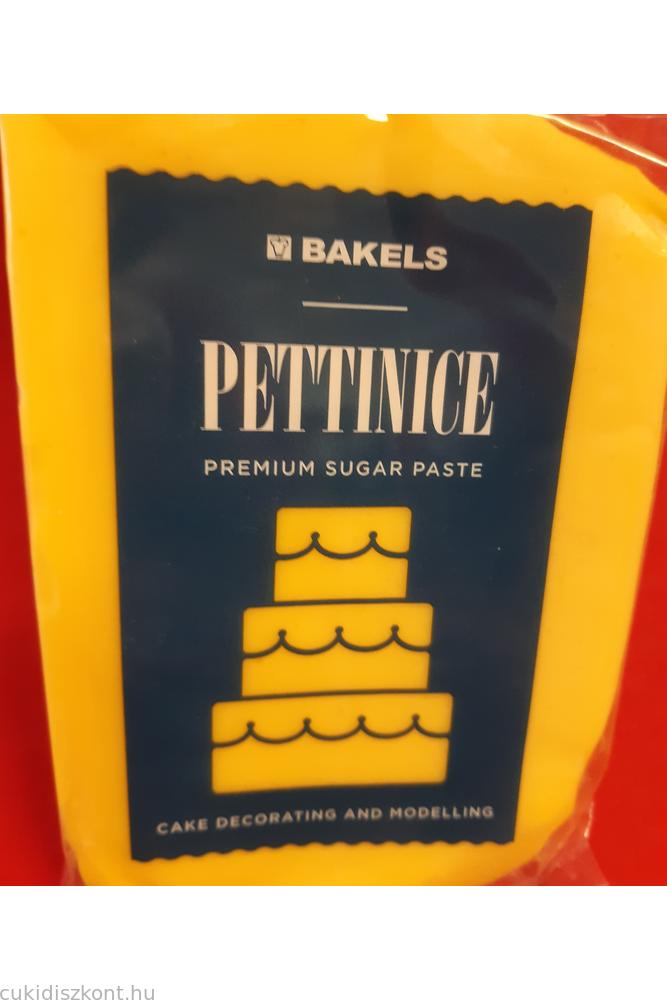 BAKELS
PETTINICE
PREMIUM SUGAR PASTE
CAKE DECORATING AND MODELLING
cukidiszkont.hu